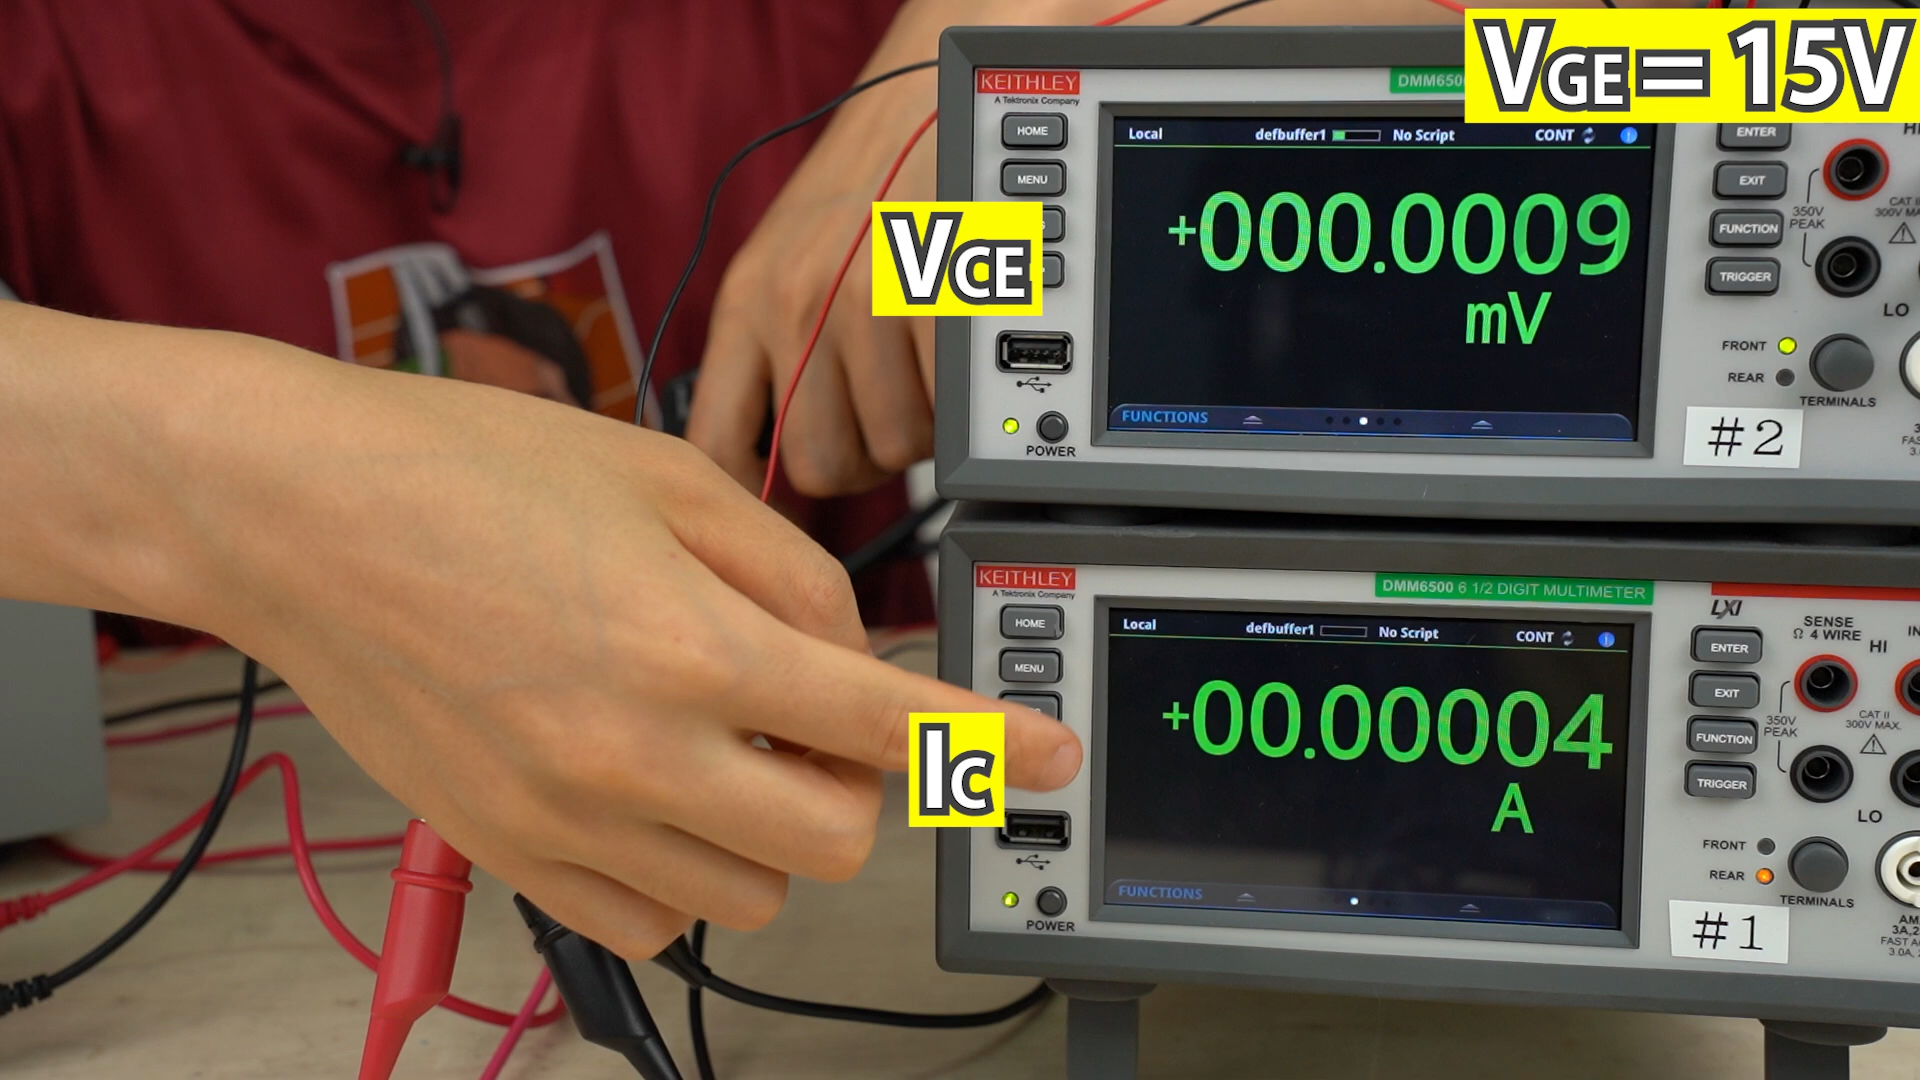 VGE = 15V
KEITHLEY
A Tektronix Company
DMM650
HOME
MENU
Local
defbuffer1
No Script
CONT
+000.0009
mV
FUNCTIONS
VCE
POWER
ENTER
EXIT
FUNCTION
TRIGGER
350V
PEAK
LO
FRONT
REAR
TERMINALS
#2
KEITHLEY
A Tektronix Company
DMM6500 6 1/2 DIGIT MULTIMETER
HOME
MENU
Local
defbuffer1
No Script
CONT
+00.00004
A
FUNCTIONS
IC
POWER
LXI
ENTER
EXIT
FUNCTION
TRIGGER
SENSE
Ω 4 WIRE
HI
350V
PEAK
CAT II
300V MAX.
LO
FRONT
REAR
TERMINALS
#1